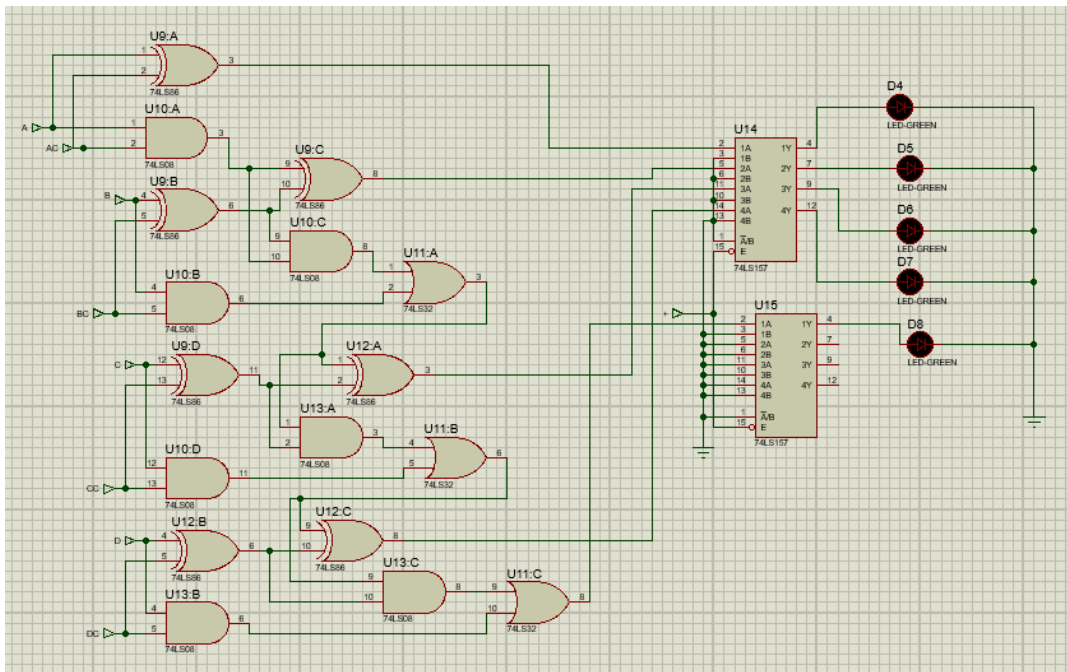 U9:A
1
2
3
74LS86
U10:A
A
1
AC
2
3
74LS08
U9:B
B
4
5
6
74LS86
U9:C
9
10
8
74LS86
U10:C
9
10
8
74LS08
U10:B
4
BC
5
6
74LS08
U11:A
1
2
3
74LS32
U9:D
C
12
13
11
74LS86
U12:A
1
2
3
74LS86
U13:A
1
2
3
74LS08
U10:D
12
CC
13
11
74LS08
U11:B
4
5
6
74LS32
U12:B
D
4
5
6
74LS86
U12:C
9
10
8
74LS86
U13:C
9
10
8
74LS08
U13:B
4
DC
5
6
74LS08
U11:C
9
10
8
74LS32
U14
2 1A 1Y 4
3 1B
5 2A 2Y 7
6 2B
11 3A 3Y 9
10 3B
14 4A 4Y 12
13 4B
1 A/B
15 E
74LS157
+
U15
2 1A 1Y 4
3 1B
5 2A 2Y 7
6 2B
11 3A 3Y 9
10 3B
14 4A 4Y 12
13 4B
1 A/B
15 E
74LS157
D4
LED-GREEN
D5
LED-GREEN
D6
LED-GREEN
D7
LED-GREEN
D8
LED-GREEN